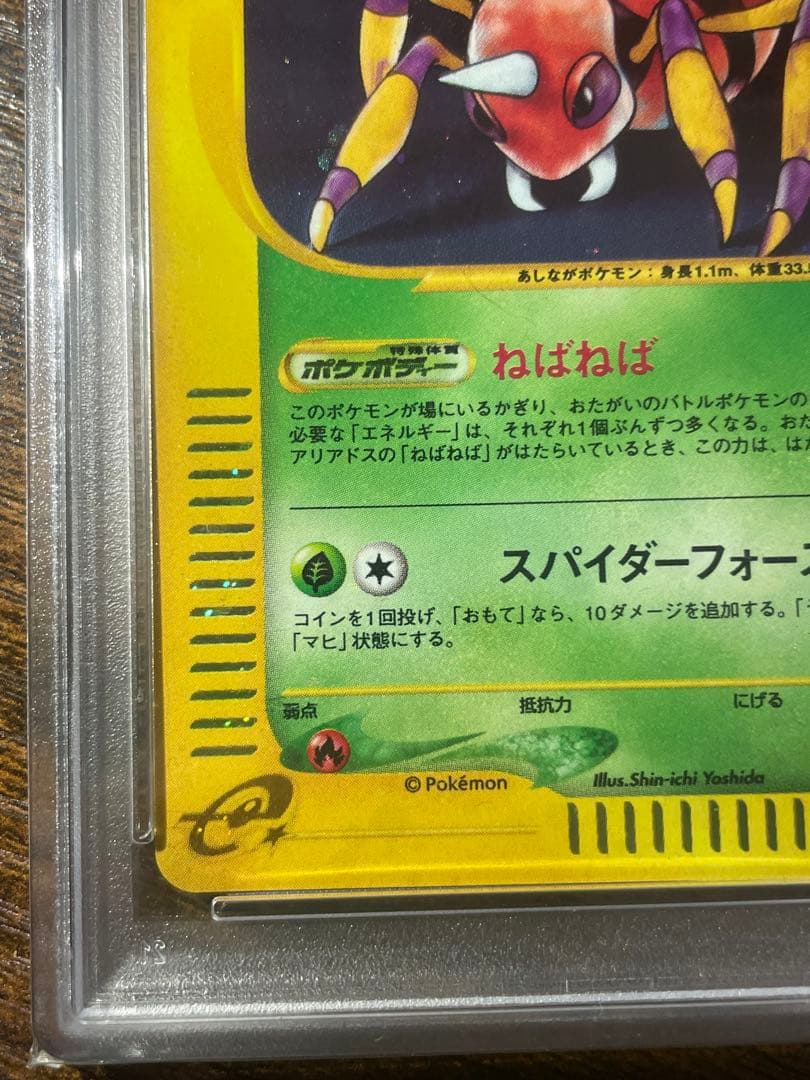 あしながポケモン：身長1.1m、体重33.5
特殊体質
ポケボディー ねばねば
このポケモンが場にいるかぎり、おたがいのバトルポケモンの
必要な「エネルギー」は、それぞれ1個ぶんずつ多くなる。おた
アリアドスの「ねばねば」がはたらいているとき、この力は、はた
スパイダーフォース
コインを1回投げ、「おもて」なら、10ダメージを追加する。「
「マヒ」状態にする。
弱点 抵抗力 にげる
© Pokémon Illus.Shin-ichi Yoshida
e
21